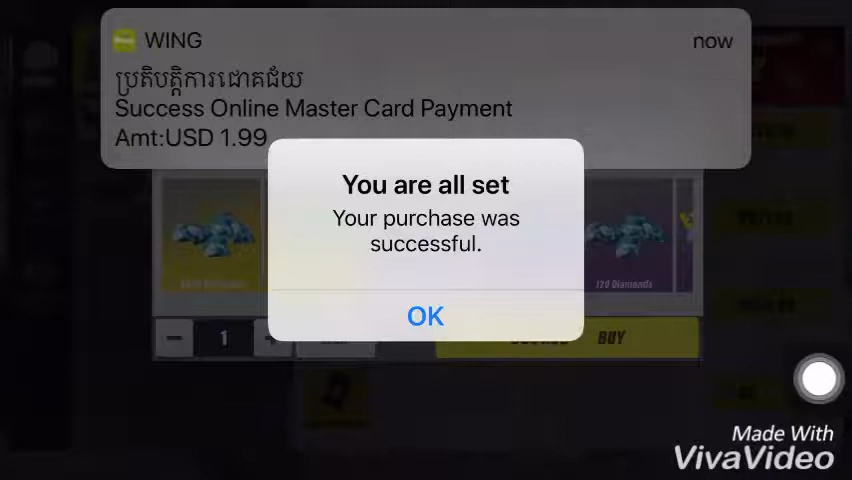 WING
now
ប្រតិបត្តិការជោគជ័យ
Success Online Master Card Payment
Amt:USD 1.99
You are all set
Your purchase was
successful.
OK
120 Diamonds
1
BUY
Made With
VivaVideo